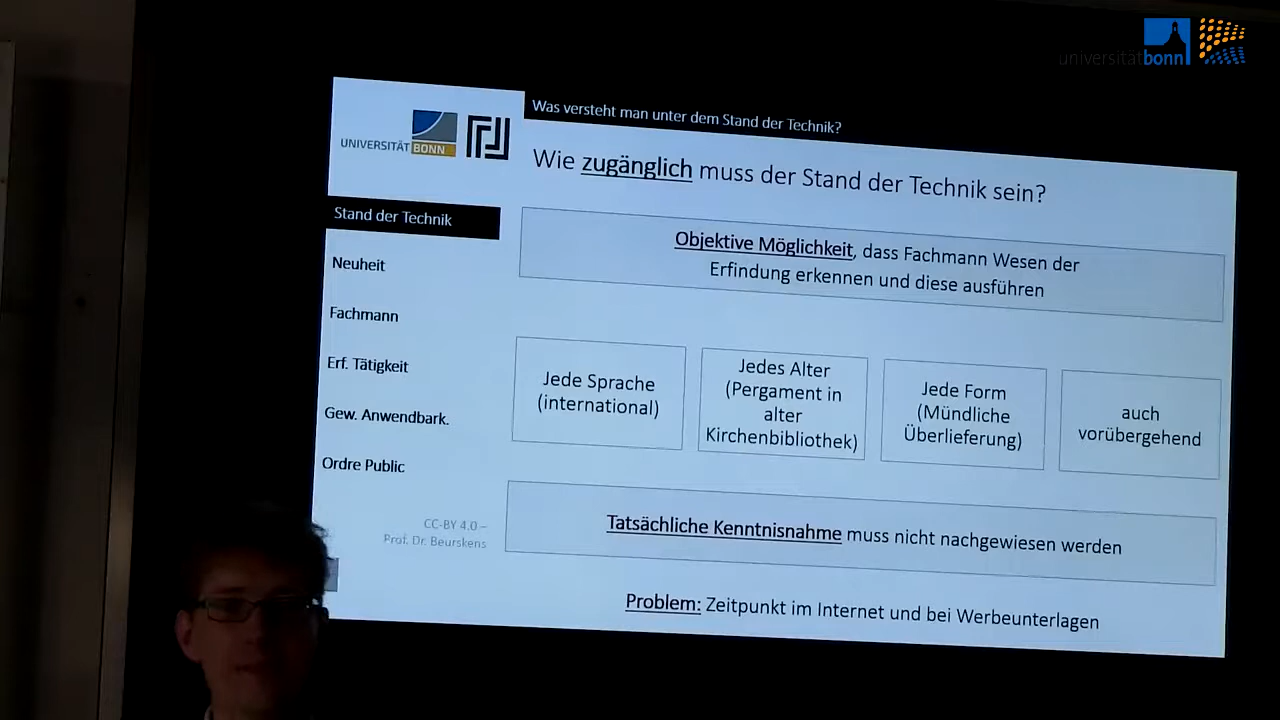 universitätbonn
Was versteht man unter dem Stand der Technik?
UNIVERSITÄT BONN
Wie zugänglich muss der Stand der Technik sein?
Stand der Technik
Neuheit
Fachmann
Erf. Tätigkeit
Gew. Anwendbark.
Ordre Public
CC-BY 4.0 –
Prof. Dr. Beurskens
Objektive Möglichkeit, dass Fachmann Wesen der
Erfindung erkennen und diese ausführen
Jede Sprache
(international)
Jedes Alter
(Pergament in
alter
Kirchenbibliothek)
Jede Form
(Mündliche
Überlieferung)
auch
vorübergehend
Tatsächliche Kenntnisnahme muss nicht nachgewiesen werden
Problem: Zeitpunkt im Internet und bei Werbeunterlagen